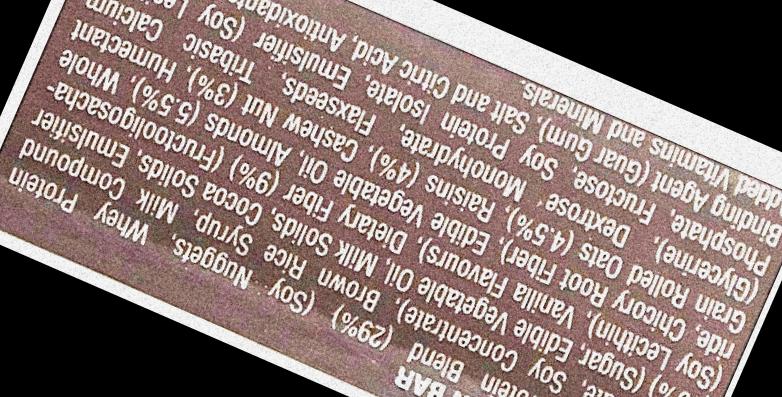 N BAR
rotein Blend (29%) (Soy Nuggets, Whey Protein
ate, Soy Concentrate), Brown Rice Syrup, Milk Compound
%) (Sugar, Edible Vegetable Oil, Milk Solids, Cocoa Solids, Emulsifier
(Soy Lecithin), Vanilla Flavours), Dietary Fiber (9%) (Fructooligosacha-
ride, Chicory Root Fiber), Edible Vegetable Oil, Almonds (5.5%), Whole
Grain Rolled Oats (4.5%), Raisins (4%), Cashew Nut (3%), Humectant
(Glycerine), Dextrose Monohydrate, Flaxseeds, Tribasic Calcium
Phosphate, Fructose, Soy Protein Isolate, Emulsifier (Soy Leci
Binding Agent (Guar Gum), Salt and Citric Acid, Antioxidant
dded Vitamins and Minerals.